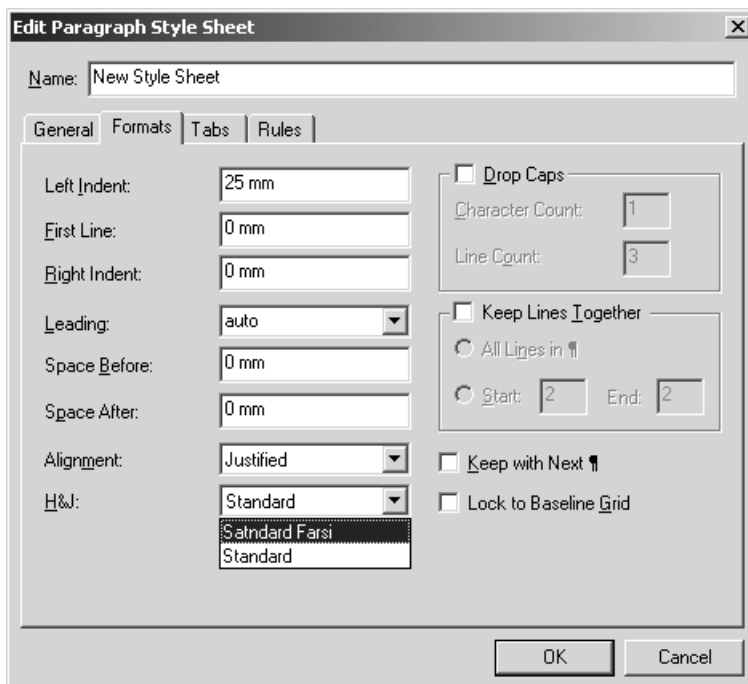 Edit Paragraph Style Sheet
Name: New Style Sheet
General Formats Tabs Rules
Left Indent: 25 mm
First Line: 0 mm
Right Indent: 0 mm
Leading: auto
Space Before: 0 mm
Space After: 0 mm
Alignment: Justified
H&J: Standard
Satndard Farsi
Standard
Drop Caps
Character Count: 1
Line Count: 3
Keep Lines Together
All Lines in ¶
Start: 2 End: 2
Keep with Next ¶
Lock to Baseline Grid
OK Cancel